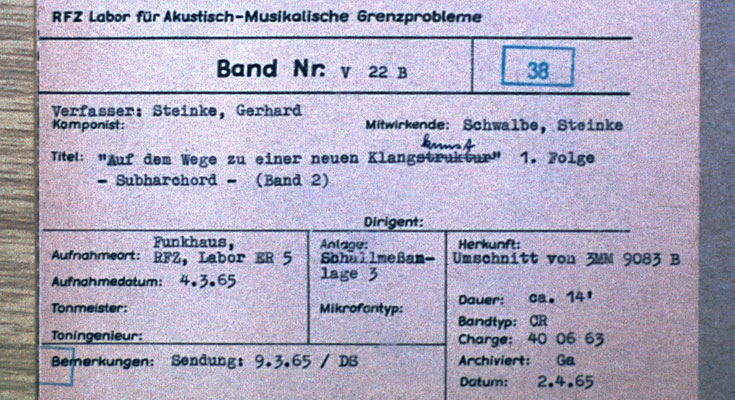 RFZ Labor für Akustisch-Musikalische Grenzprobleme
Band Nr. V 22 B
38
Verfasser: Steinke, Gerhard
Komponist:
Mitwirkende: Schwalbe, Steinke
kunst
Titel: "Auf dem Wege zu einer neuen Klangstruktur" 1. Folge
- Subharchord - (Band 2)
Dirigent:
Aufnahmeort: Funkhaus,
RFZ, Labor ER 5
Aufnahmedatum: 4.3.65
Tonmeister:
Toningenieur:
Anlage:
Schallmeßan-
lage 3
Mikrofontyp:
Herkunft:
Umschnitt von 3MM 9083 B
Dauer: ca. 14'
Bandtyp: CR
Charge: 40 06 63
Archiviert: Ga
Datum: 2.4.65
Bemerkungen: Sendung: 9.3.65 / DS